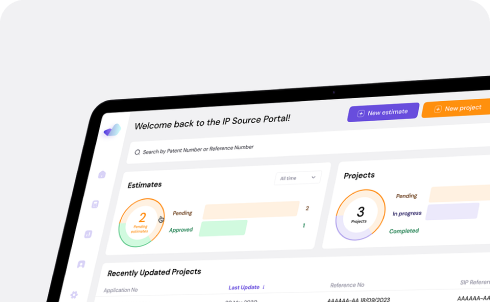 Welcome back to the IP Source Portal!
New estimate
New project
Search by Patent Number or Reference Number
Estimates
All time
2
Pending
estimates
Pending
2
Approved
1
Projects
3
Projects
Pending
In progress
Completed
Recently Updated Projects
Application No
Last Update ↓
Reference No
SIP Referen
AAAAAA-AA 18/09/2023
AAAAAA-AA